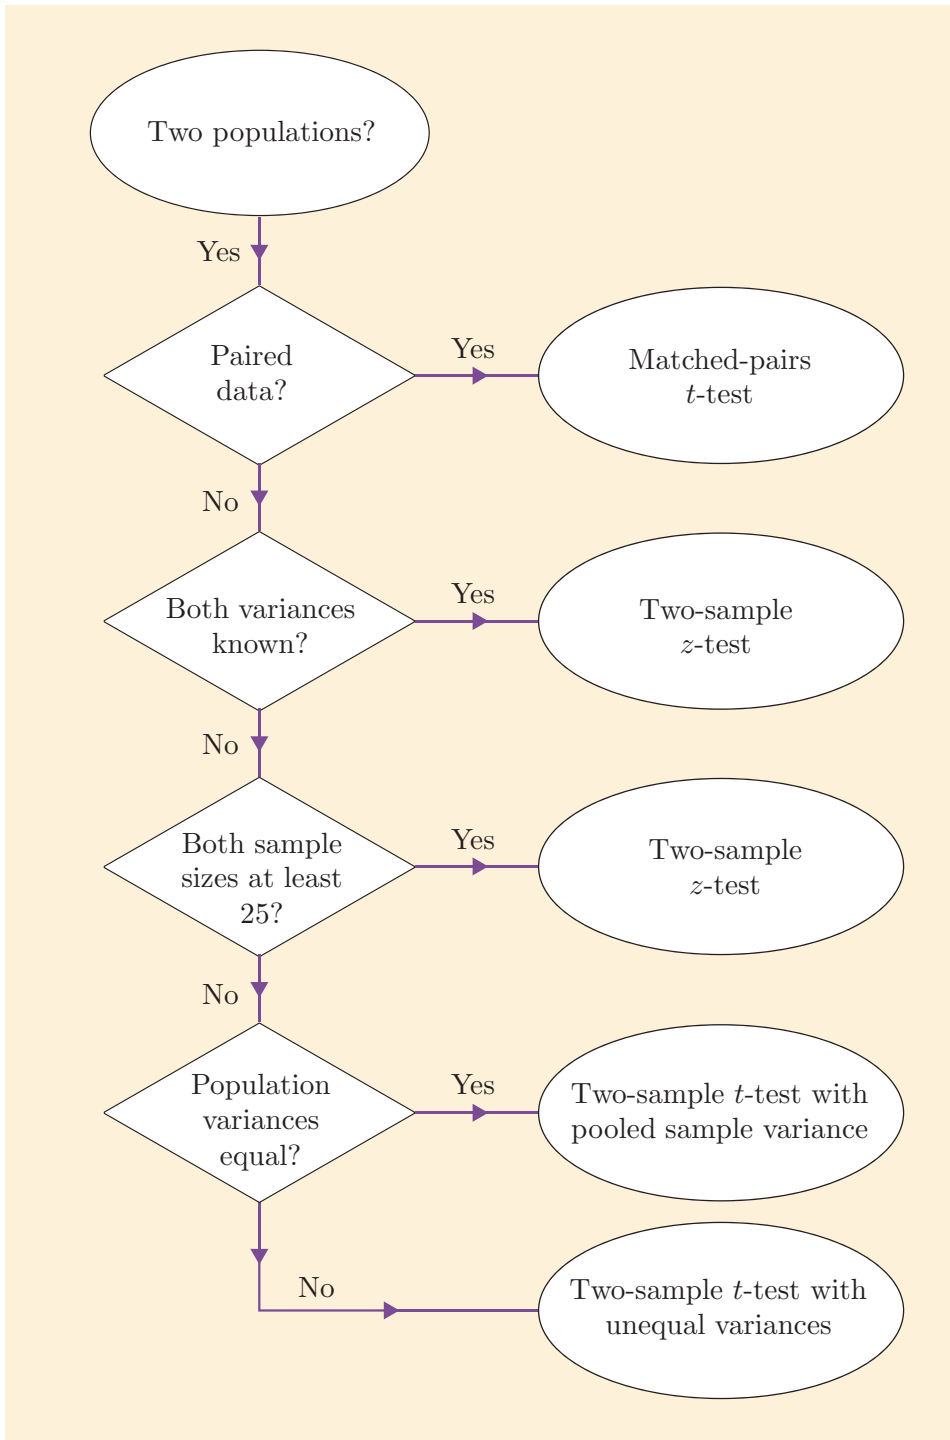 Two populations?
Yes
Paired
data?
Yes
Matched-pairs
t-test
No
Both variances
known?
Yes
Two-sample
z-test
No
Both sample
sizes at least
25?
Yes
Two-sample
z-test
No
Population
variances
equal?
Yes
Two-sample t-test with
pooled sample variance
No
Two-sample t-test with
unequal variances